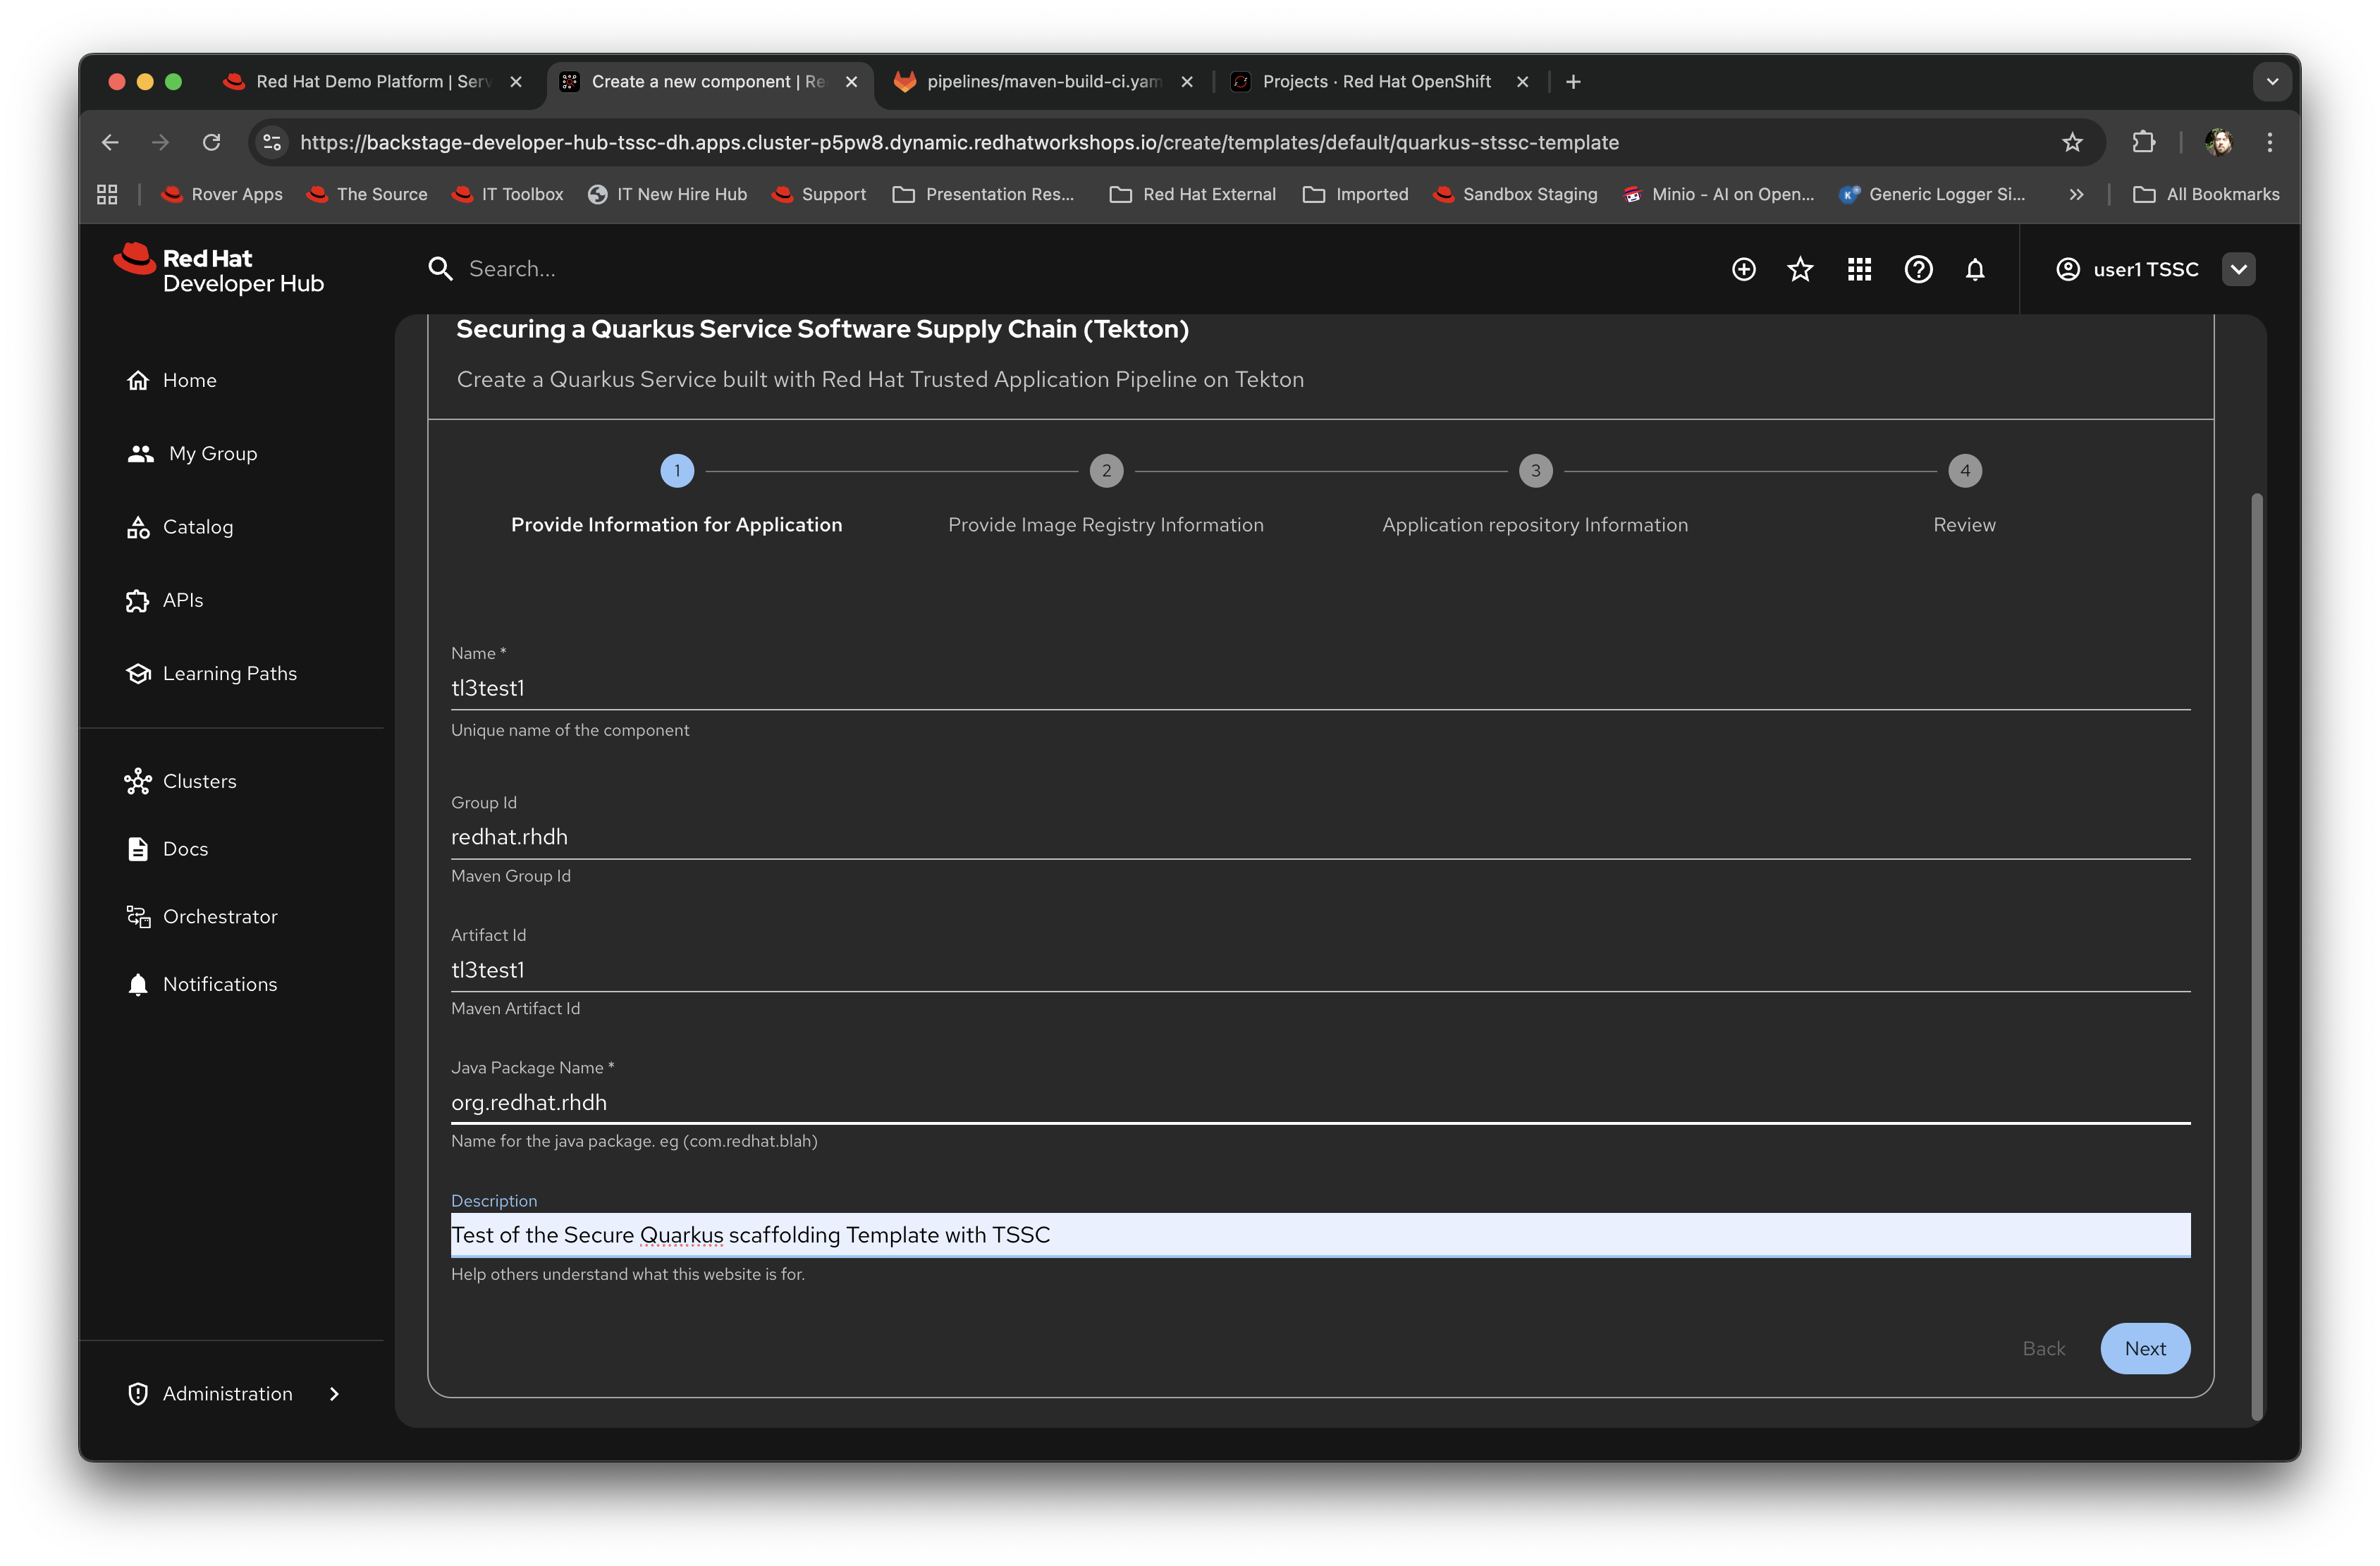 Red Hat Demo Platform | Serv
Create a new component | Re
pipelines/maven-build-ci.yam
Projects · Red Hat OpenShift
https://backstage-developer-hub-tssc-dh.apps.cluster-p5pw8.dynamic.redhatworkshops.io/create/templates/default/quarkus-stssc-template
Rover Apps
The Source
IT Toolbox
IT New Hire Hub
Support
Presentation Res...
Red Hat External
Imported
Sandbox Staging
Minio - AI on Open...
Generic Logger Si...
All Bookmarks
Red Hat
Developer Hub
Search...
user1 TSSC
Home
My Group
Catalog
APIs
Learning Paths
Clusters
Docs
Orchestrator
Notifications
Administration
Securing a Quarkus Service Software Supply Chain (Tekton)
Create a Quarkus Service built with Red Hat Trusted Application Pipeline on Tekton
1
2
3
4
Provide Information for Application
Provide Image Registry Information
Application repository Information
Review
Name *
tl3test1
Unique name of the component
Group Id
redhat.rhdh
Maven Group Id
Artifact Id
tl3test1
Maven Artifact Id
Java Package Name *
org.redhat.rhdh
Name for the java package. eg (com.redhat.blah)
Description
Test of the Secure Quarkus scaffolding Template with TSSC
Help others understand what this website is for.
Back
Next